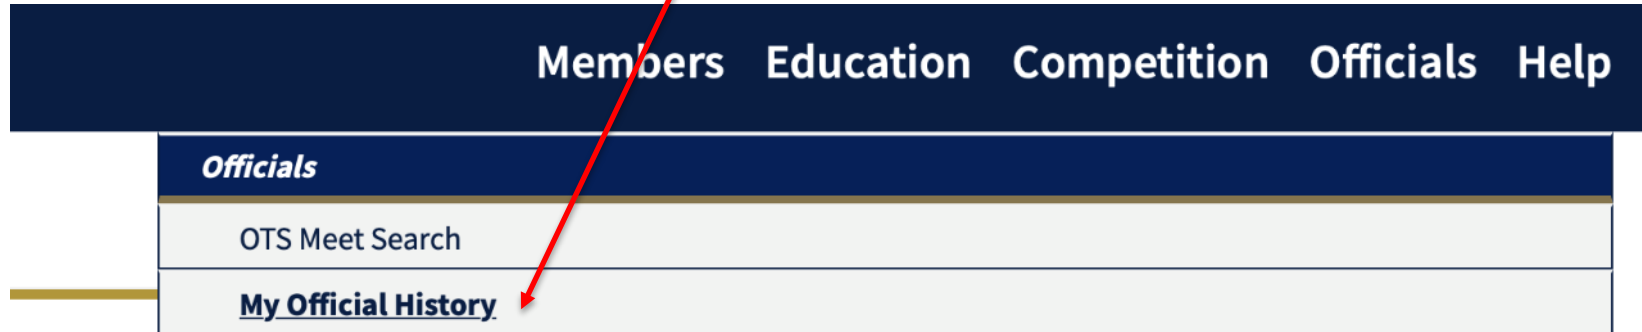 Members Education Competition Officials Help
Officials
OTS Meet Search
My Official History